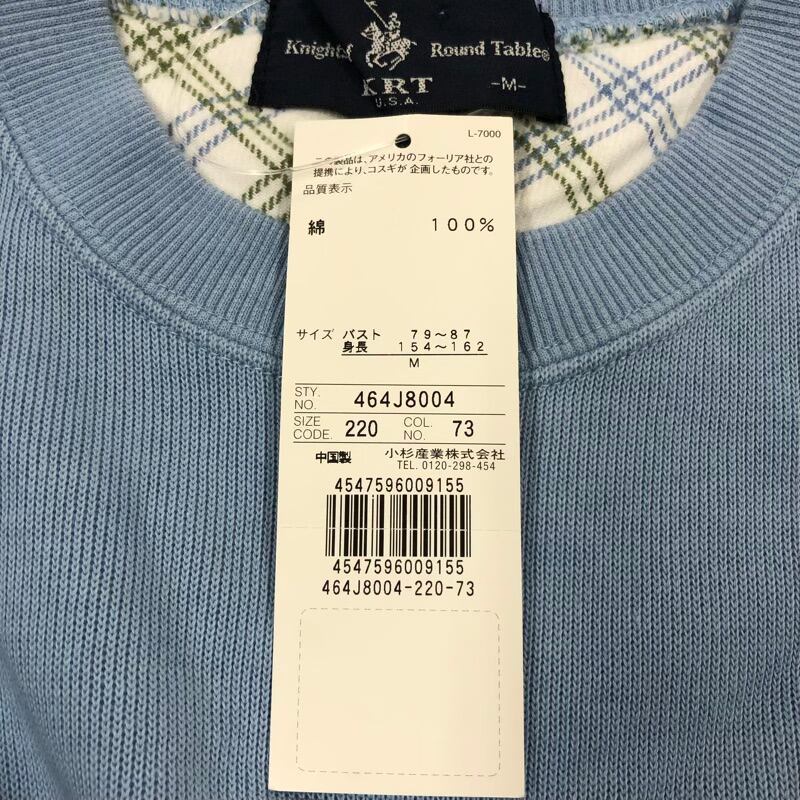 Knights Round Table®
KRT -M-
U.S.A.
L-7000
この製品は、アメリカのフォーリア社との
提携により、コスギが企画したものです。
品質表示
綿 100%
サイズ バスト 79～87
身長 154～162
M
STY. NO. 464J8004
SIZE CODE. 220 COL. NO. 73
中国製 小杉産業株式会社
TEL. 0120-298-454
4547596009155
4547596009155
464J8004-220-73